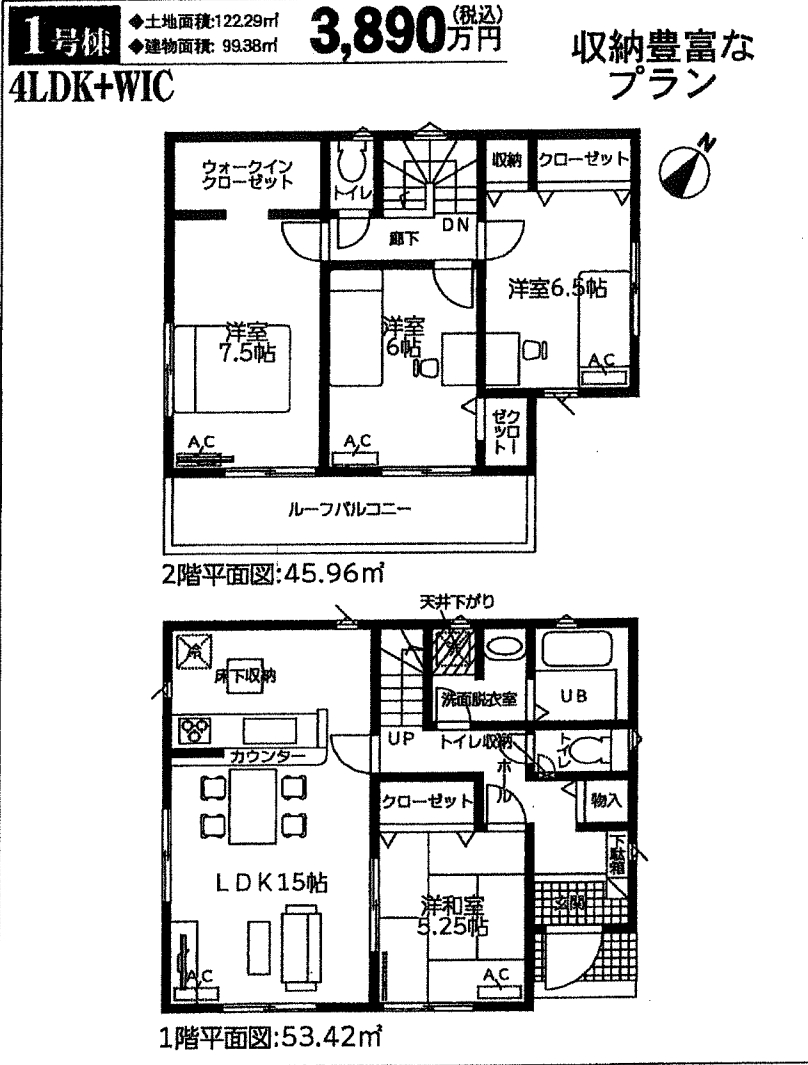 1号棟
◆土地面積:122.29㎡
◆建物面積: 99.38㎡
3,890万円
(税込)
4LDK+WIC
収納豊富な
プラン
N
ウォークイン
クローゼット
トイレ
収納
クローゼット
DN
廊下
洋室
7.5帖
洋室
6帖
洋室6.5帖
A,C
A,C
A,C
クロー
ゼット
ルーフバルコニー
2階平面図:45.96㎡
天井下がり
冷
床下収納
洗
洗面脱衣室
UB
UP
トイレ収納
トイレ
カウンター
ホール
クローゼット
物入
下駄箱
LDK15帖
洋和室
5.25帖
玄関
A,C
A,C
1階平面図:53.42㎡